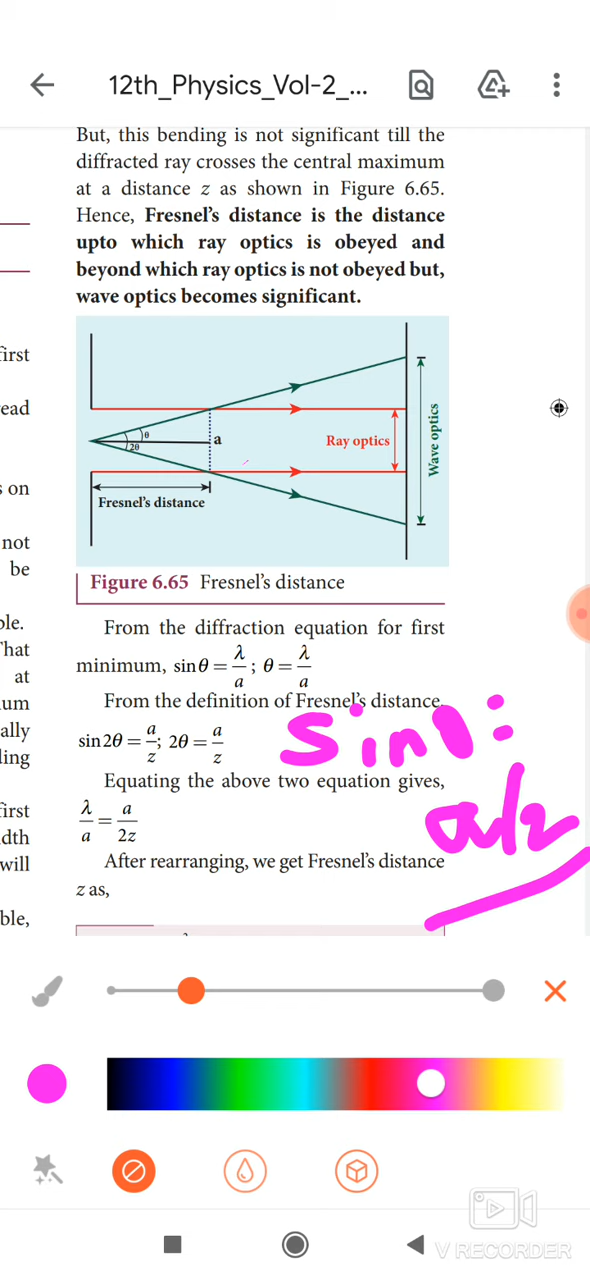 12th_Physics_Vol-2_...
But, this bending is not significant till the
diffracted ray crosses the central maximum
at a distance z as shown in Figure 6.65.
Hence, Fresnel's distance is the distance
upto which ray optics is obeyed and
beyond which ray optics is not obeyed but,
wave optics becomes significant.
first
ead
s on
not
be
θ
2θ
a
Ray optics
Wave optics
Fresnel's distance
Figure 6.65 Fresnel's distance
From the diffraction equation for first
minimum, sinθ = λ/a ; θ = λ/a
From the definition of Fresnel's distance,
sin2θ = a/z ; 2θ = a/z
Equating the above two equation gives,
λ/a = a/2z
After rearranging, we get Fresnel's distance
z as,
ole.
That
at
um
ally
ling
first
dth
will
ble,
V RECORDER